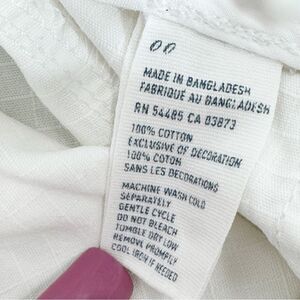 00
MADE IN BANGLADESH
FABRIQUÉ AU BANGLADESH
RN 54485 CA 03873
100% COTTON
EXCLUSIVE OF DECORATION
100% COTON
SANS LES DECORATIONS
MACHINE WASH COLD
SEPARATELY
GENTLE CYCLE
DO NOT BLEACH
TUMBLE DRY LOW
REMOVE PROMPTLY
COOL IRON IF NEEDED